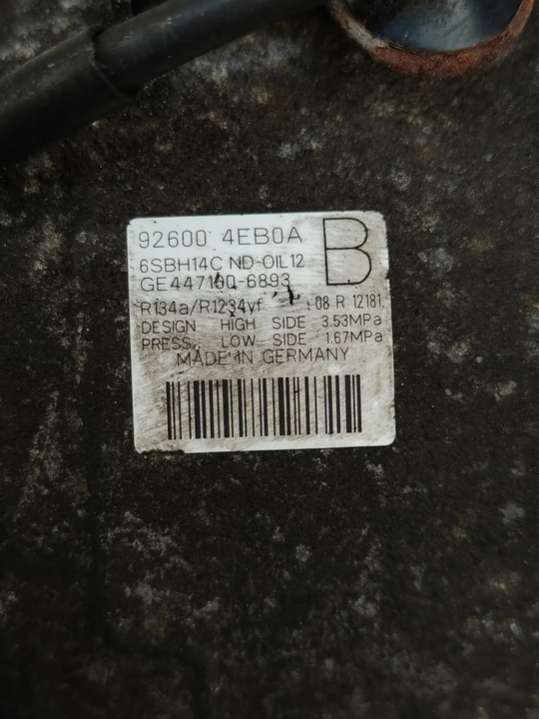 92600 4EB0A B
6SBH14C ND-OIL12
GE447160-6893
R134a/R1234yf 08 R 12181
DESIGN HIGH SIDE 3.53MPa
PRESS. LOW SIDE 1.67MPa
MADE IN GERMANY